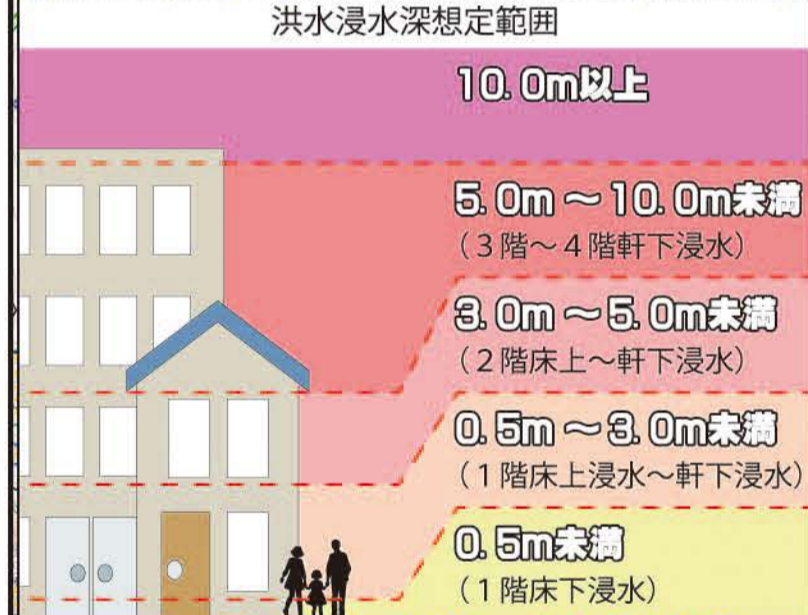 洪水浸水深想定範囲
10.0m以上
5.0m～10.0m未満
（3階～4階軒下浸水）
3.0m～5.0m未満
（2階床上～軒下浸水）
0.5m～3.0m未満
（1階床上浸水～軒下浸水）
0.5m未満
（1階床下浸水）